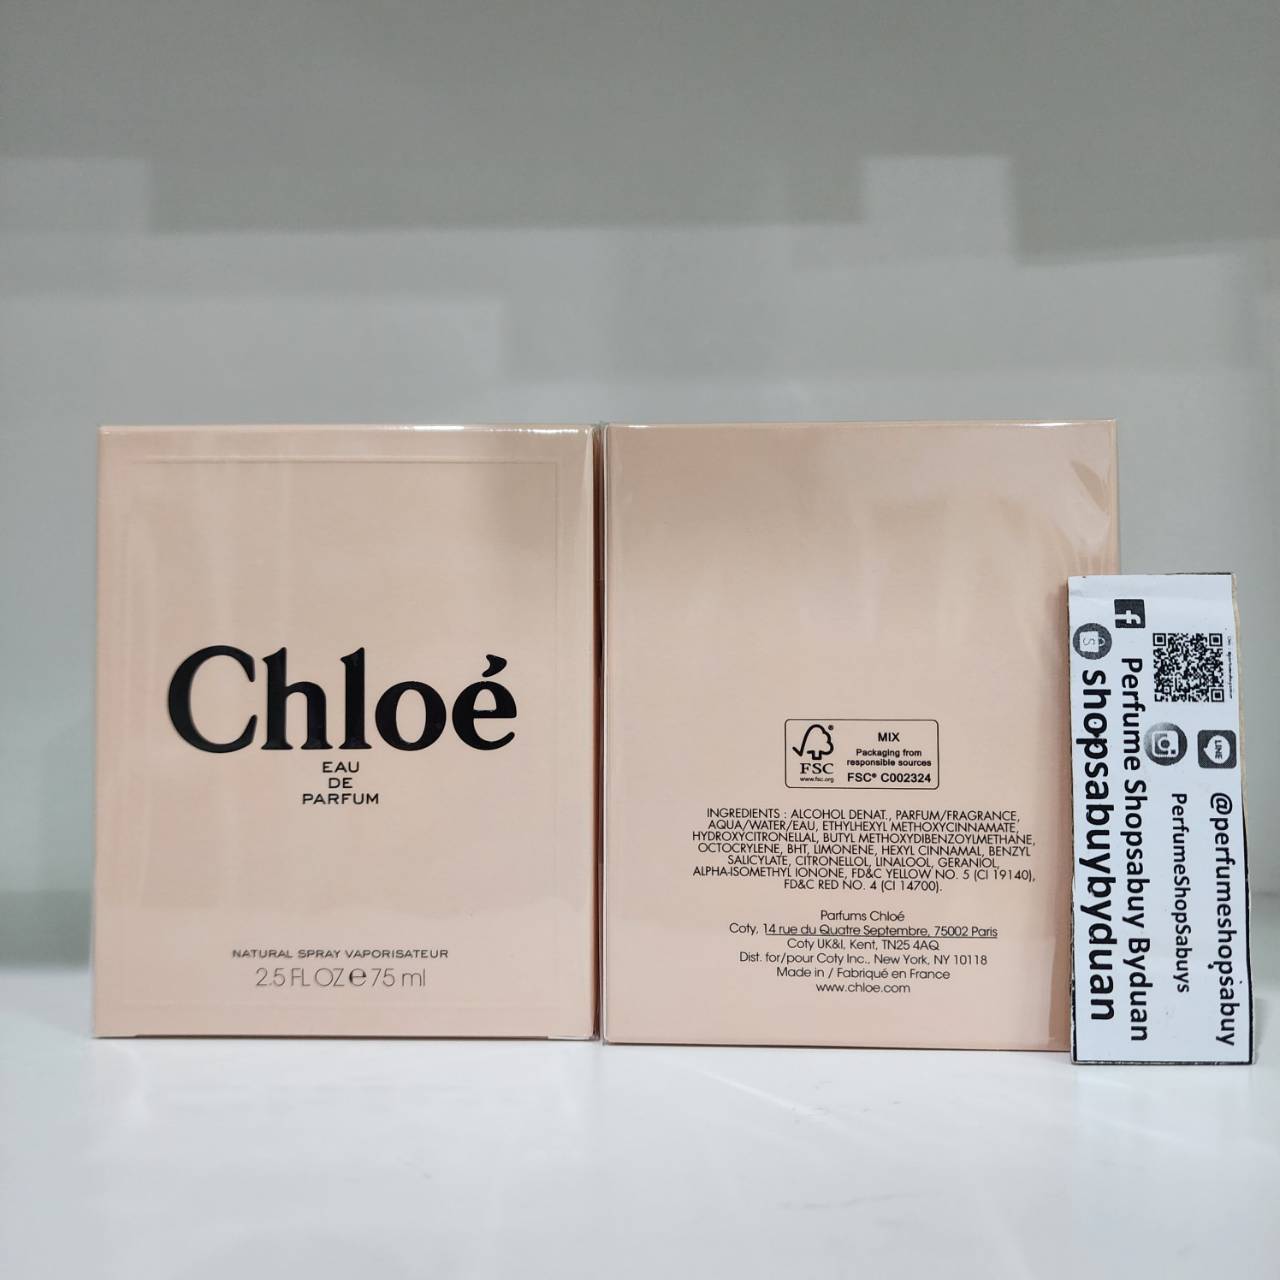 Chloé
EAU
DE
PARFUM
NATURAL SPRAY VAPORISATEUR
2.5 FL OZ ℮ 75 ml
FSC
www.fsc.org
MIX
Packaging from
responsible sources
FSC® C002324
INGREDIENTS : ALCOHOL DENAT., PARFUM/FRAGRANCE,
AQUA/WATER/EAU, ETHYLHEXYL METHOXYCINNAMATE,
HYDROXYCITRONELLAL, BUTYL METHOXYDIBENZOYLMETHANE,
OCTOCRYLENE, BHT, LIMONENE, HEXYL CINNAMAL, BENZYL
SALICYLATE, CITRONELLOL, LINALOOL, GERANIOL,
ALPHA-ISOMETHYL IONONE, FD&C YELLOW NO. 5 (CI 19140),
FD&C RED NO. 4 (CI 14700).
Parfums Chloé
Coty, 14 rue du Quatre Septembre, 75002 Paris
Coty UK&I, Kent, TN25 4AQ
Dist. for/pour Coty Inc., New York, NY 10118
Made in / Fabriqué en France
www.chloe.com
LINE
@perfumeshopsabuy
PerfumeShopSabuys
Perfume Shopsabuy Byduan
shopsabuybyduan